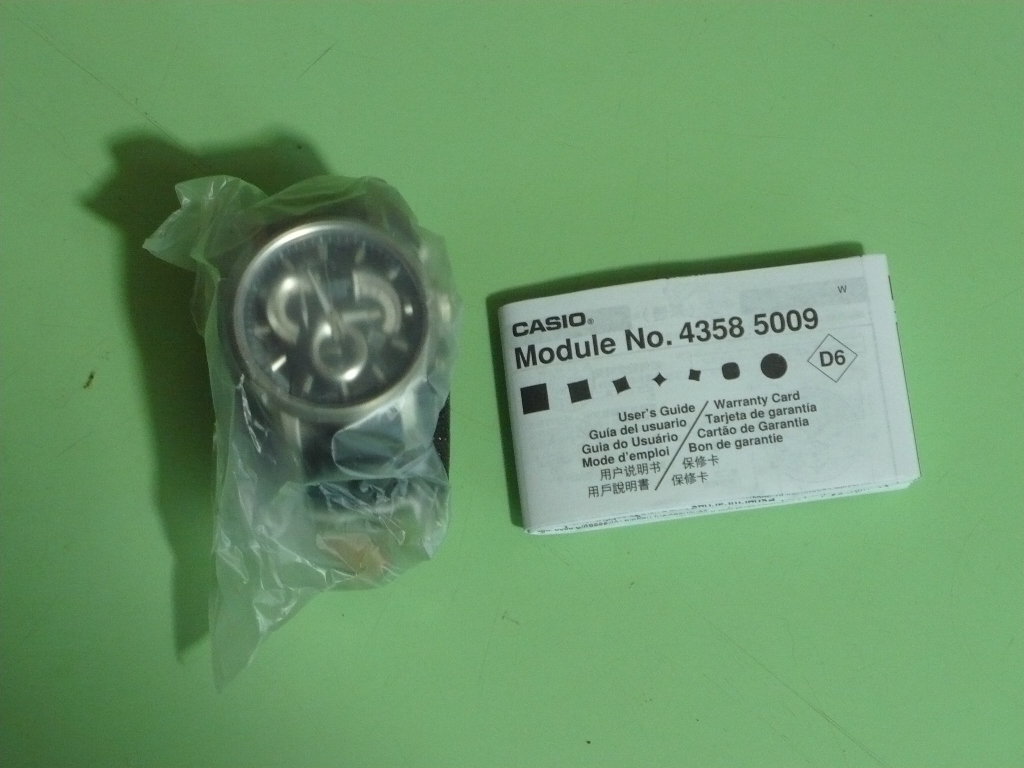 W
CASIO®
Module No. 4358 5009
D6
User's Guide / Warranty Card
Guía del usuario / Tarjeta de garantía
Guia do Usuário / Cartão de Garantia
Mode d'emploi / Bon de garantie
用户说明书 / 保修卡
用戶說明書 / 保修卡